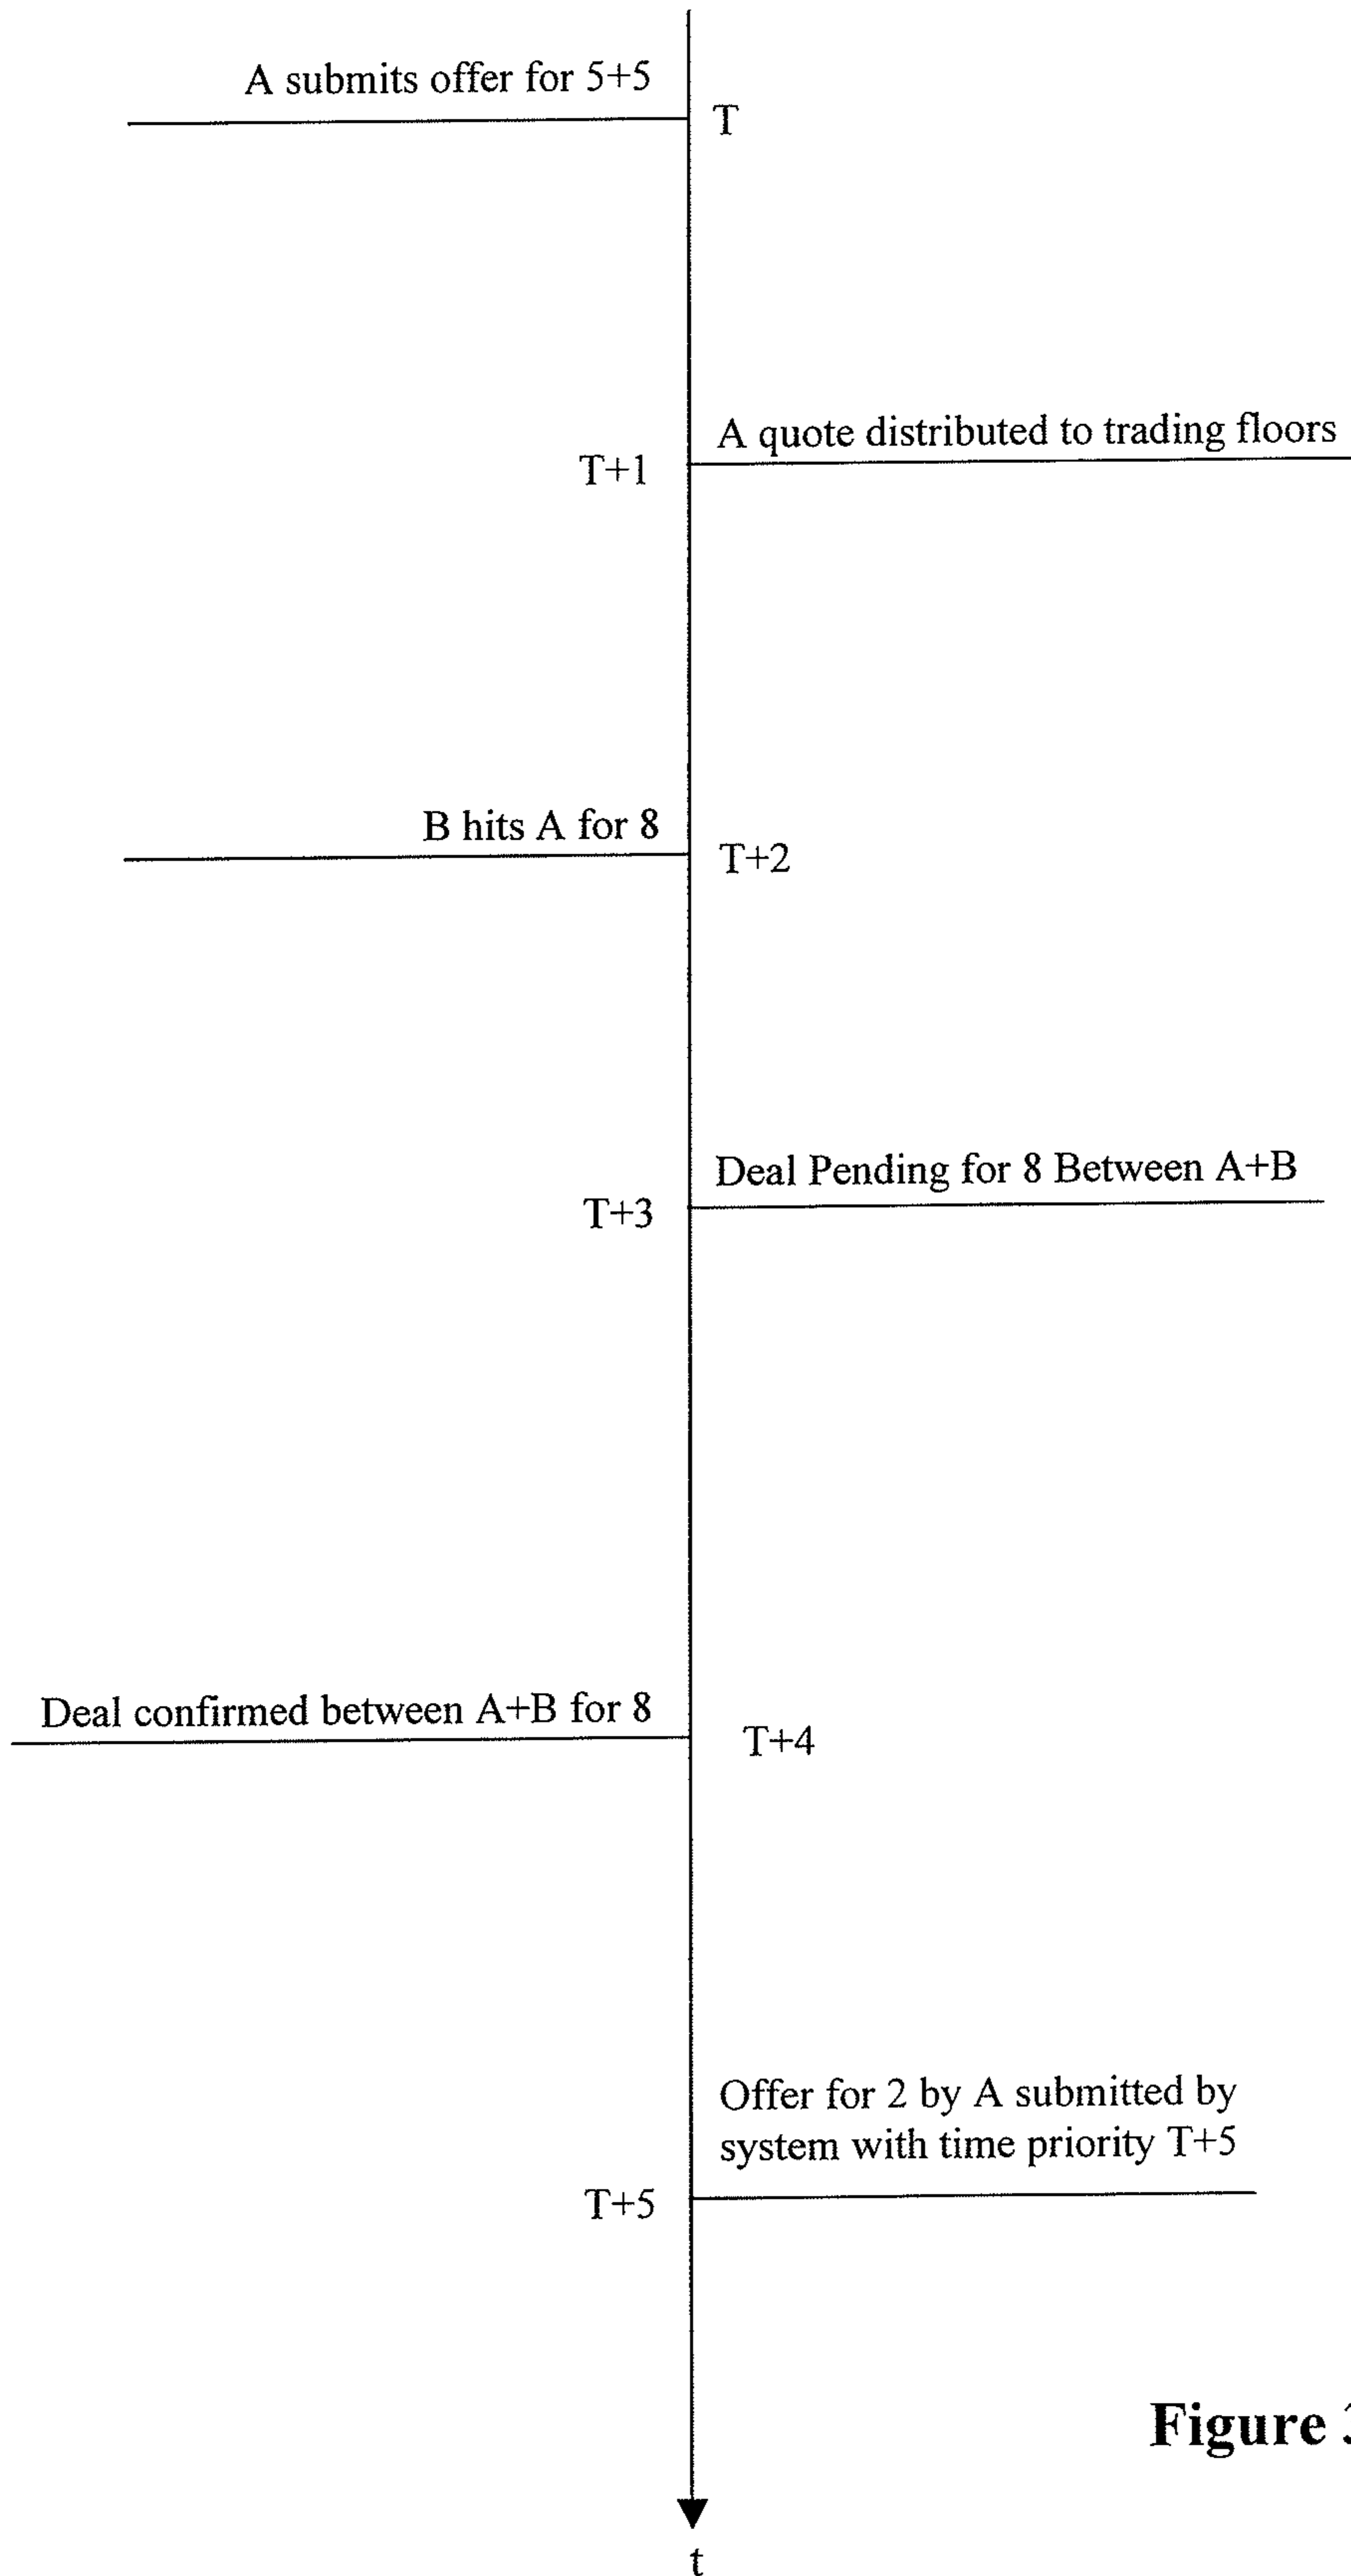 A submits offer for 5+5
T
A quote distributed to trading floors
T+1
B hits A for 8
T+2
Deal Pending for 8 Between A+B
T+3
Deal confirmed between A+B for 8
T+4
Offer for 2 by A submitted by
system with time priority T+5
T+5
Figure
t